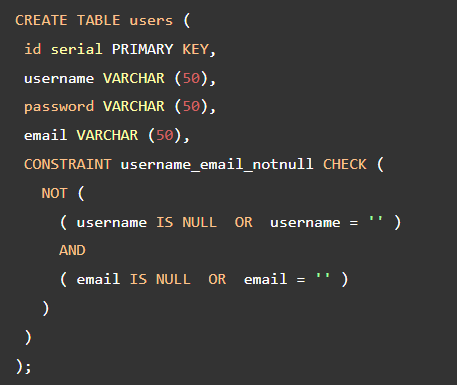 CREATE TABLE users (
id serial PRIMARY KEY,
username VARCHAR (50),
password VARCHAR (50),
email VARCHAR (50),
CONSTRAINT username_email_notnull CHECK (
NOT (
( username IS NULL OR username = '' )
AND
( email IS NULL OR email = '' )
)
)
);